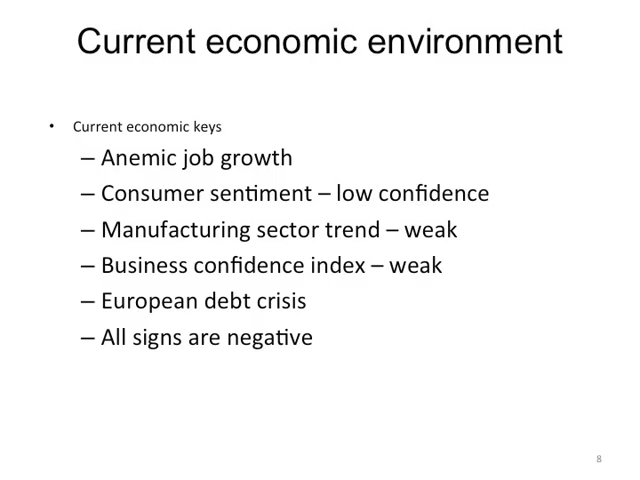 Current economic environment
• Current economic keys
– Anemic job growth
– Consumer sentiment – low confidence
– Manufacturing sector trend – weak
– Business confidence index – weak
– European debt crisis
– All signs are negative
8